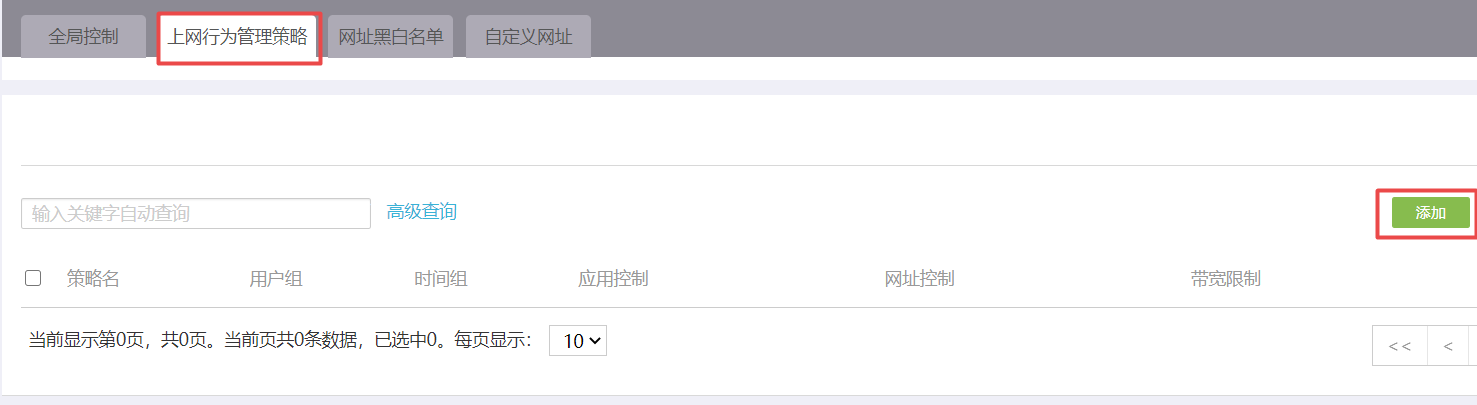 全局控制 上网行为管理策略 网址黑白名单 自定义网址
输入关键字自动查询 高级查询 添加
策略名 用户组 时间组 应用控制 网址控制 带宽限制
当前显示第0页，共0页。当前页共0条数据，已选中0。每页显示： 10 << <